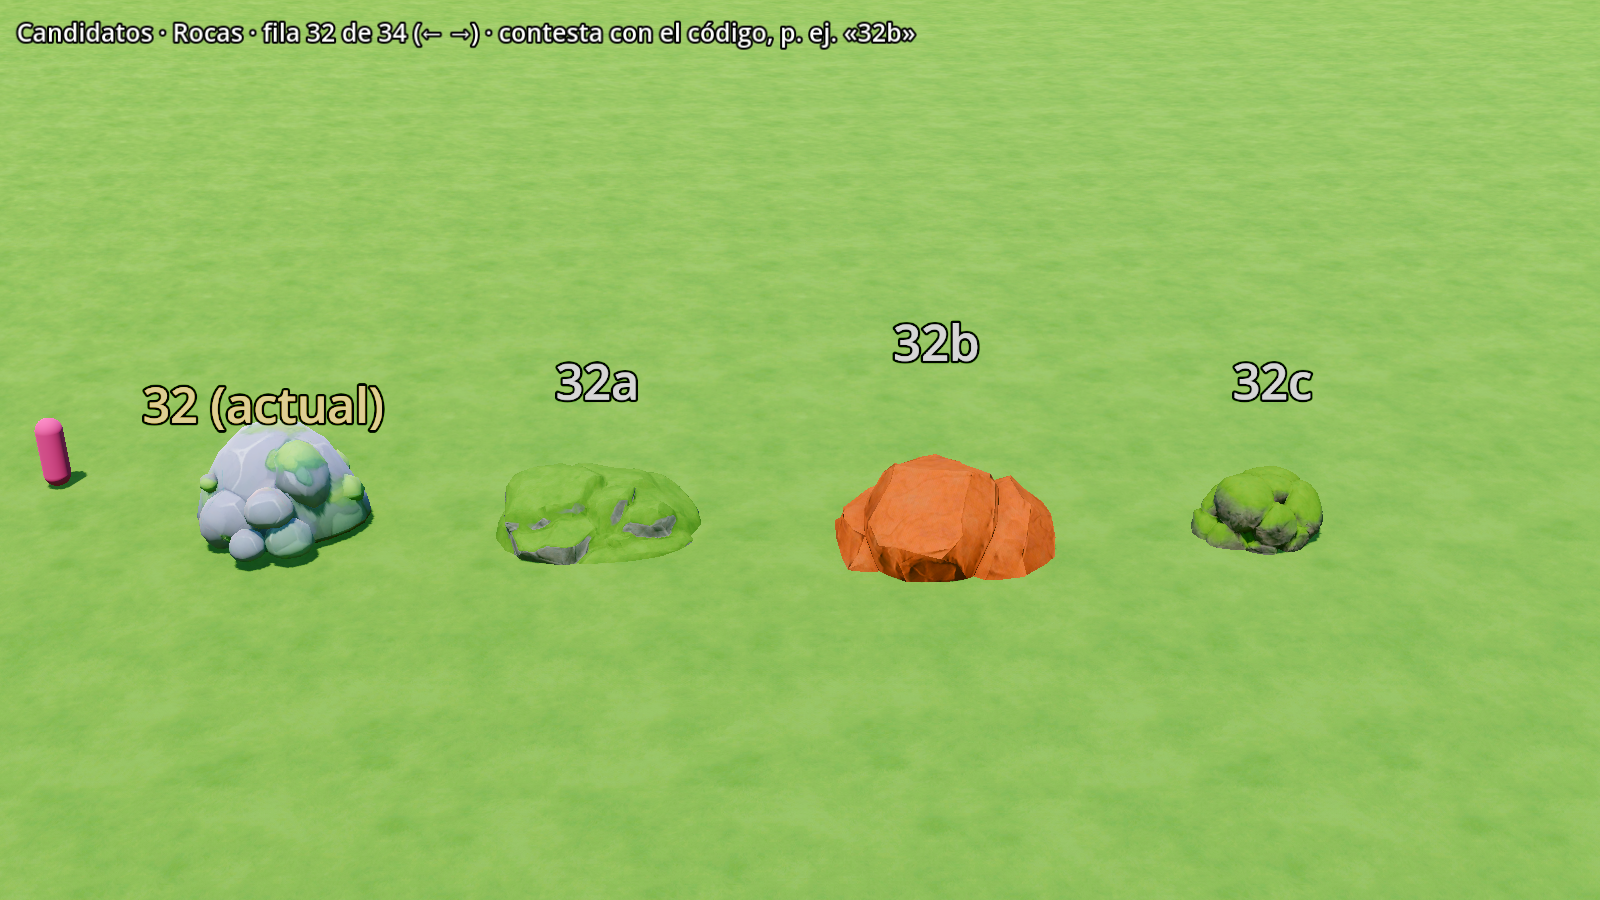 Candidatos · Rocas · fila 32 de 34 (← →) · contesta con el código, p. ej. «32b»
32 (actual)
32a
32b
32c